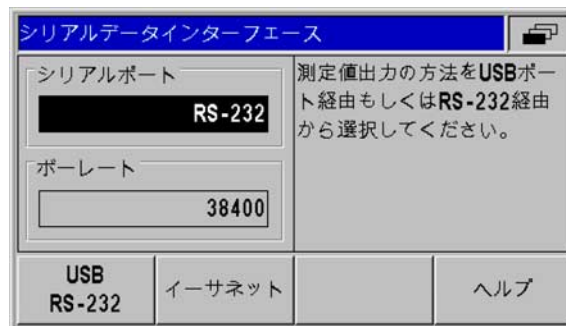 シリアルデータインターフェース
シリアルポート
RS-232
ボーレート
38400
測定値出力の方法をUSBポー
ト経由もしくはRS-232経由
から選択してください。
USB
RS-232
イーサネット
ヘルプ